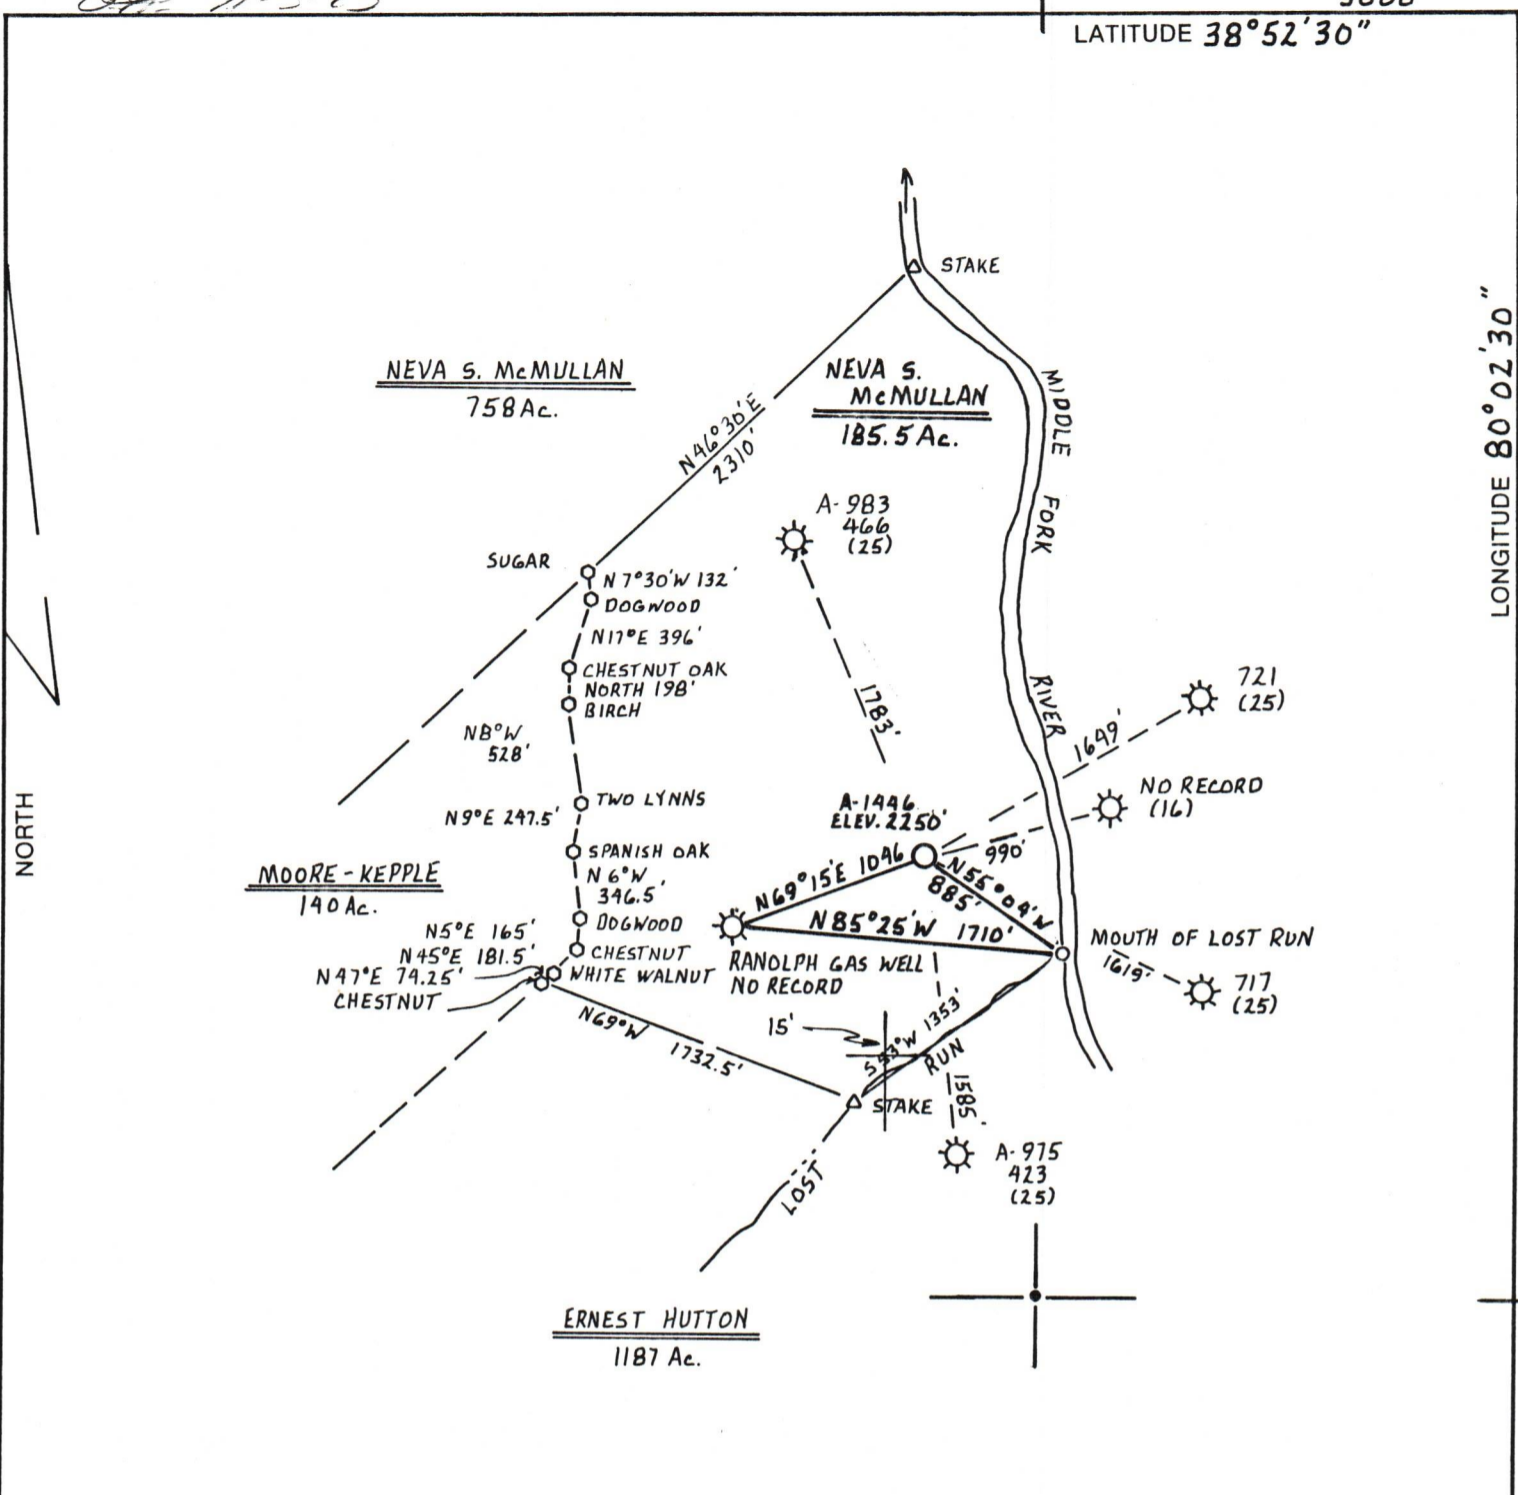 LATITUDE 38°52'30"
STAKE
NEVA S. McMULLAN
758 Ac.
NEVA S.
McMULLAN
185.5 Ac.
LONGITUDE 80°02'30"
MIDDLE FORK RIVER
N46°30'E
2310'
A-983
466
(25)
SUGAR
N 7°30'W 132'
DOGWOOD
N17°E 396'
CHESTNUT OAK
NORTH 198'
BIRCH
1783'
721
(25)
1649'
N8°W
528'
NO RECORD
(16)
TWO LYNNS
N9°E 247.5'
A-1446
ELEV. 2250'
NORTH
990'
SPANISH OAK
N 6°W
346.5'
N69°15'E 1046
N55°04'W
885'
MOORE-KEPPLE
140 Ac.
DOGWOOD
N85°25'W 1710'
N5°E 165'
N45°E 181.5'
CHESTNUT
N47°E 74.25'
WHITE WALNUT
CHESTNUT
RANDLPH GAS WELL
NO RECORD
MOUTH OF LOST RUN
1619'
717
(25)
N69°W 1732.5'
15'
S53°W 1353'
RUN
STAKE
1585'
A-975
423
(25)
LOST
ERNEST HUTTON
1187 Ac.